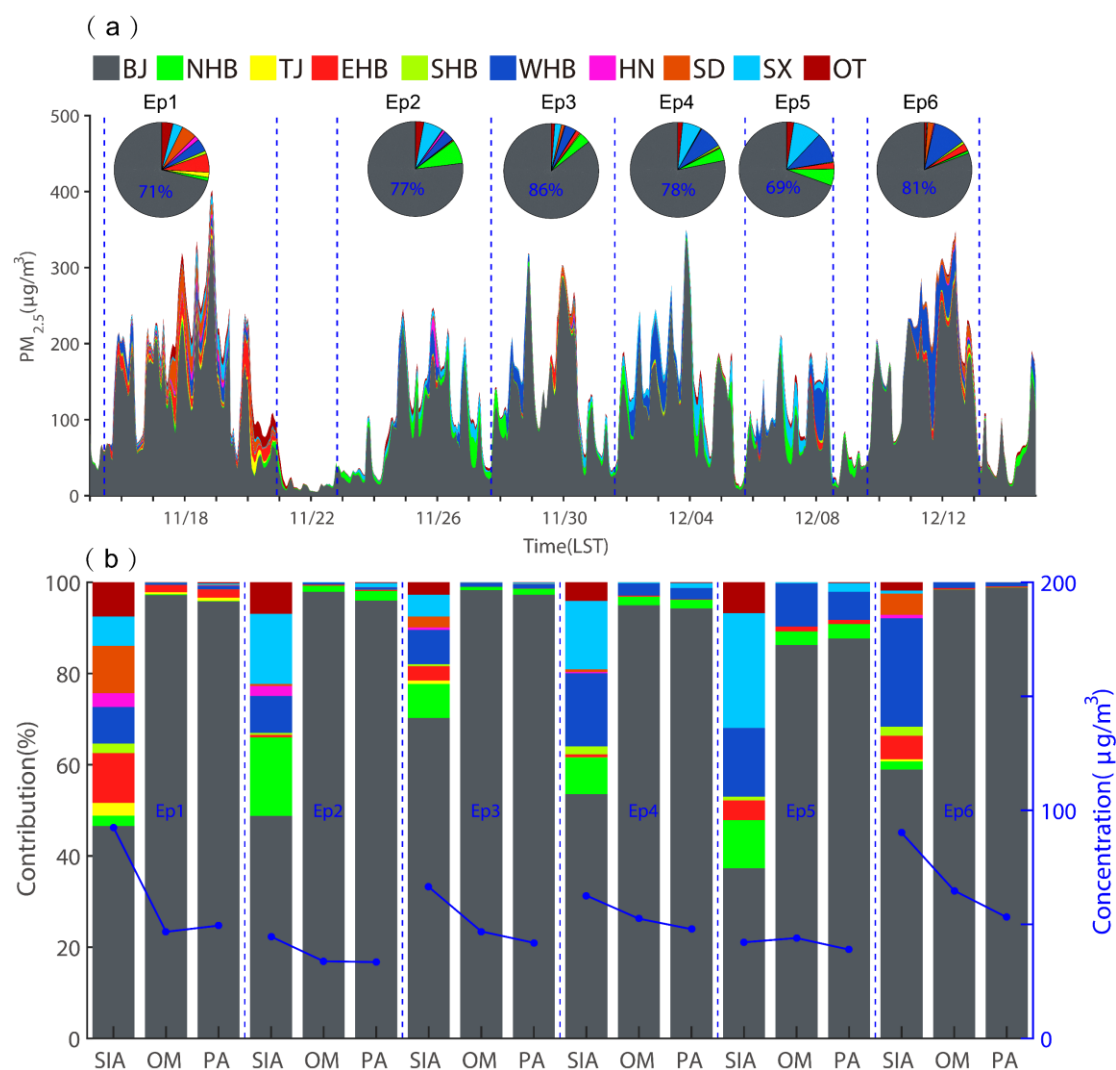 ( a )
BJ NHB TJ EHB SHB WHB HN SD SX OT
Ep1 Ep2 Ep3 Ep4 Ep5 Ep6
71% 77% 86% 78% 69% 81%
PM2.5(μg/m³)
500
400
300
200
100
0
11/18 11/22 11/26 11/30 12/04 12/08 12/12
Time(LST)
( b )
Contribution(%)
100
80
60
40
20
0
Ep1 Ep2 Ep3 Ep4 Ep5 Ep6
200
100
0
Concentration( μg/m³)
SIA OM PA SIA OM PA SIA OM PA SIA OM PA SIA OM PA SIA OM PA